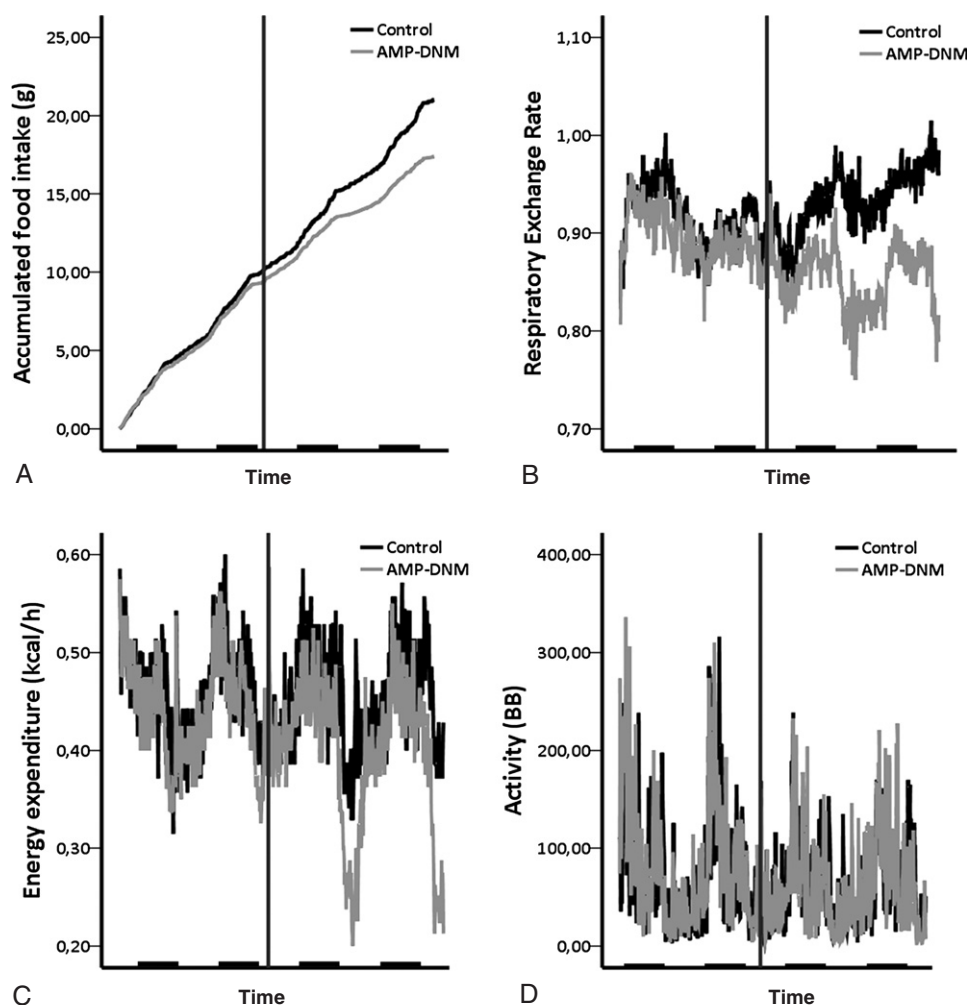 Accumulated food intake (g)
25,00
20,00
15,00
10,00
5,00
0,00
Control
AMP-DNM
A
Time
Respiratory Exchange Rate
1,10
1,00
0,90
0,80
0,70
Control
AMP-DNM
B
Time
Energy expenditure (kcal/h)
0,60
0,50
0,40
0,30
0,20
Control
AMP-DNM
C
Time
Activity (BB)
400,00
300,00
200,00
100,00
0,00
Control
AMP-DNM
D
Time